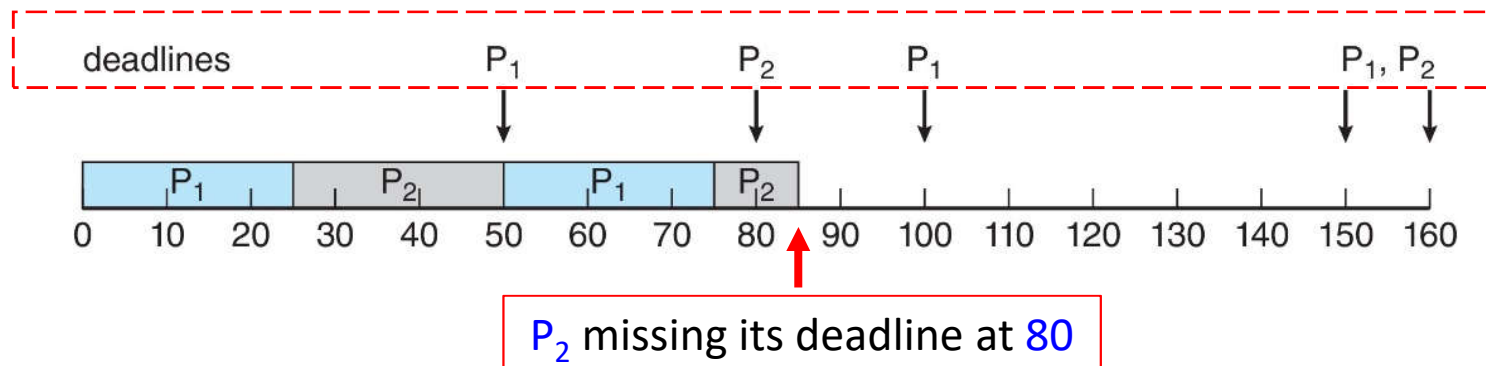 deadlines P₁ P₂ P₁ P₁, P₂
P₁ P₂ P₁ P₂
0 10 20 30 40 50 60 70 80 90 100 110 120 130 140 150 160
P₂ missing its deadline at 80